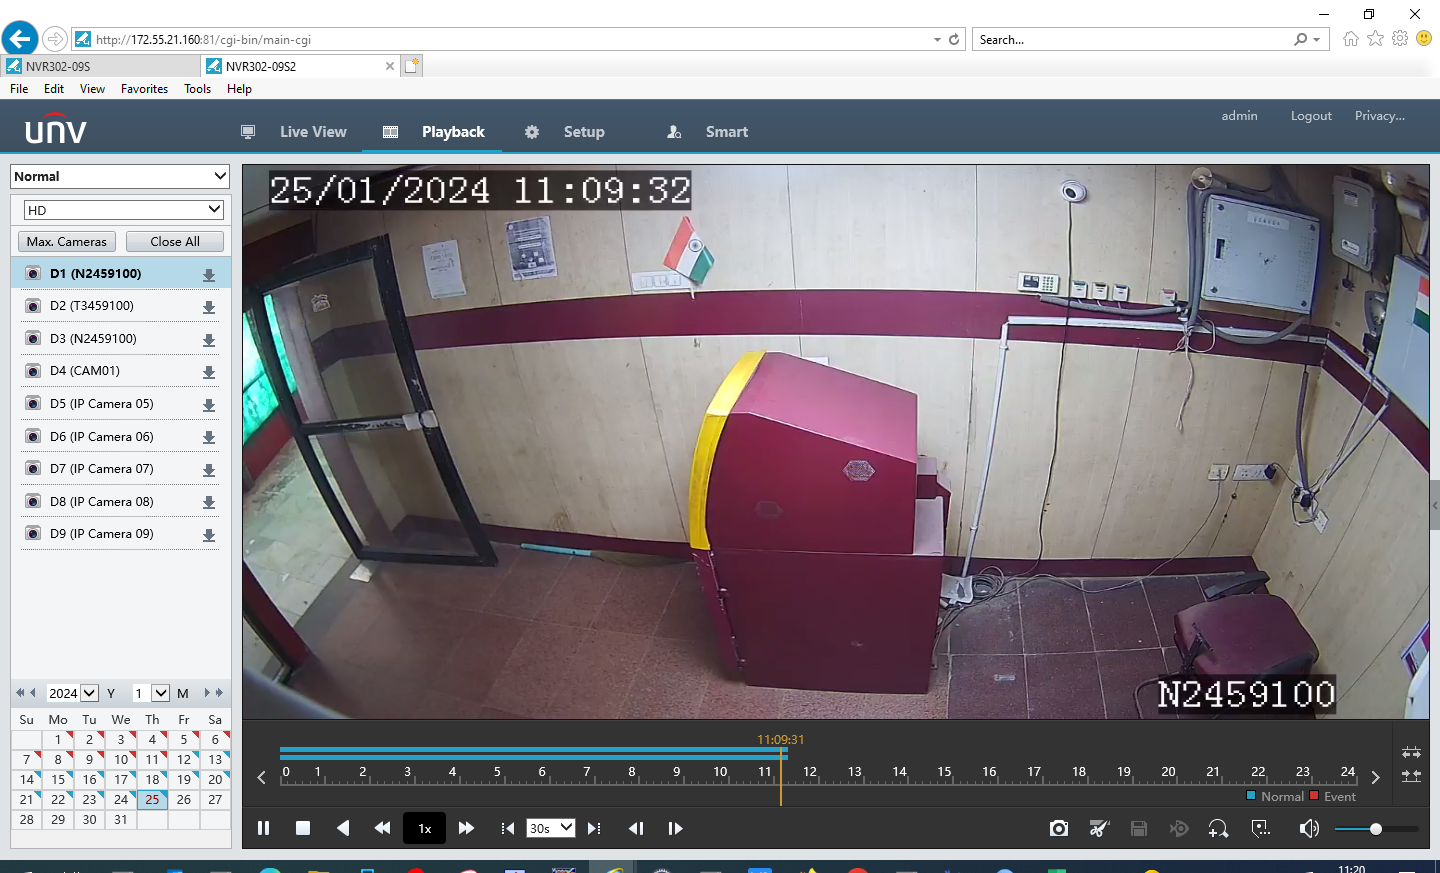 http://172.55.21.160:81/cgi-bin/main-cgi
Search...
NVR302-09S
NVR302-09S2
File Edit View Favorites Tools Help
unv
Live View
Playback
Setup
Smart
admin
Logout
Privacy...
Normal
HD
Max. Cameras
Close All
D1 (N2459100)
D2 (T3459100)
D3 (N2459100)
D4 (CAM01)
D5 (IP Camera 05)
D6 (IP Camera 06)
D7 (IP Camera 07)
D8 (IP Camera 08)
D9 (IP Camera 09)
2024 Y 1 M
Su Mo Tu We Th Fr Sa
1 2 3 4 5 6
7 8 9 10 11 12 13
14 15 16 17 18 19 20
21 22 23 24 25 26 27
28 29 30 31
25/01/2024 11:09:32
N2459100
11:09:31
0 1 2 3 4 5 6 7 8 9 10 11 12 13 14 15 16 17 18 19 20 21 22 23 24
Normal Event
1x
30s
11:20